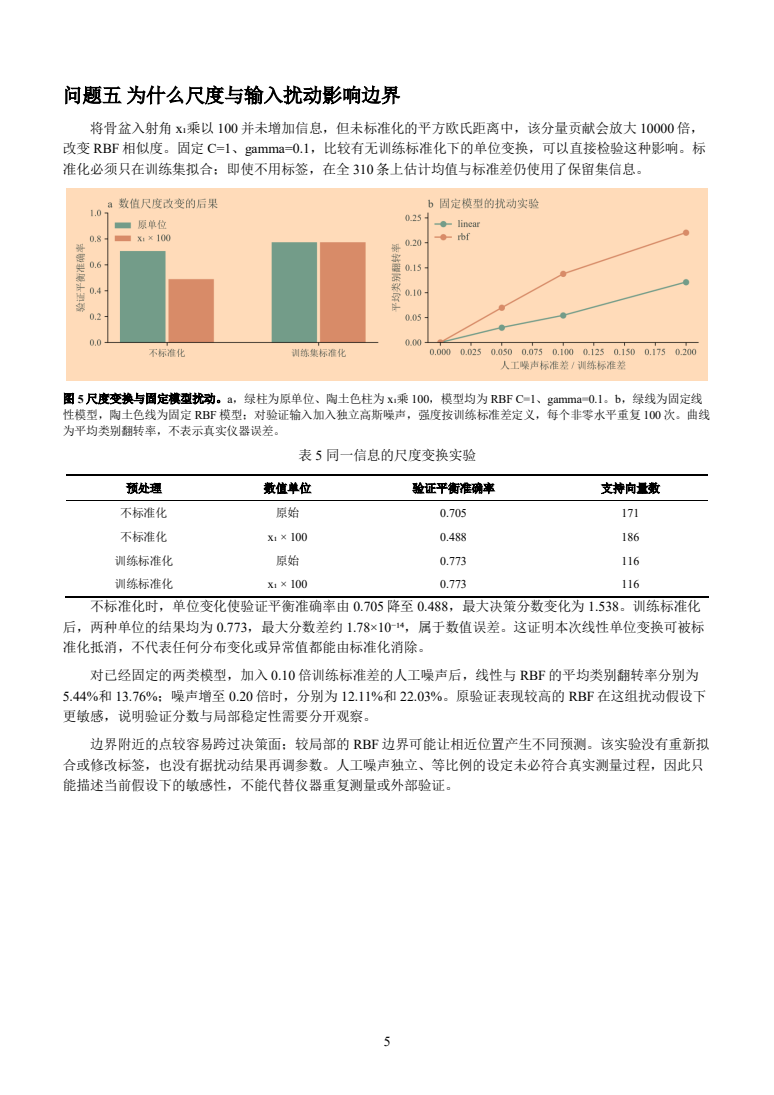 问题五 为什么尺度与输入扰动影响边界
将骨盆入射角 x₁乘以 100 并未增加信息，但未标准化的平方欧氏距离中，该分量贡献会放大 10000 倍，
改变 RBF 相似度。固定 C=1、gamma=0.1，比较有无训练标准化下的单位变换，可以直接检验这种影响。标
准化必须只在训练集拟合；即使不用标签，在全 310 条上估计均值与标准差仍使用了保留集信息。
a 数值尺度改变的后果
1.0
0.8
0.6
0.4
0.2
0.0
验证平衡准确率
原单位
x₁ × 100
不标准化
训练集标准化
b 固定模型的扰动实验
0.25
0.20
0.15
0.10
0.05
0.00
平均类别翻转率
linear
rbf
0.000 0.025 0.050 0.075 0.100 0.125 0.150 0.175 0.200
人工噪声标准差 / 训练标准差
图 5 尺度变换与固定模型扰动。a，绿柱为原单位、陶土色柱为 x₁乘 100，模型均为 RBF C=1、gamma=0.1。b，绿线为固定线
性模型，陶土色线为固定 RBF 模型；对验证输入加入独立高斯噪声，强度按训练标准差定义，每个非零水平重复 100 次。曲线
为平均类别翻转率，不表示真实仪器误差。
表 5 同一信息的尺度变换实验
预处理 数值单位 验证平衡准确率 支持向量数
不标准化 原始 0.705 171
不标准化 x₁ × 100 0.488 186
训练标准化 原始 0.773 116
训练标准化 x₁ × 100 0.773 116
不标准化时，单位变化使验证平衡准确率由 0.705 降至 0.488，最大决策分数变化为 1.538。训练标准化
后，两种单位的结果均为 0.773，最大分数差约 1.78×10⁻¹⁴，属于数值误差。这证明本次线性单位变换可被标
准化抵消，不代表任何分布变化或异常值都能由标准化消除。
对已经固定的两类模型，加入 0.10 倍训练标准差的人工噪声后，线性与 RBF 的平均类别翻转率分别为
5.44%和 13.76%；噪声增至 0.20 倍时，分别为 12.11%和 22.03%。原验证表现较高的 RBF 在这组扰动假设下
更敏感，说明验证分数与局部稳定性需要分开观察。
边界附近的点较容易跨过决策面；较局部的 RBF 边界可能让相近位置产生不同预测。该实验没有重新拟
合或修改标签，也没有据扰动结果再调参数。人工噪声独立、等比例的设定未必符合真实测量过程，因此只
能描述当前假设下的敏感性，不能代替仪器重复测量或外部验证。
5